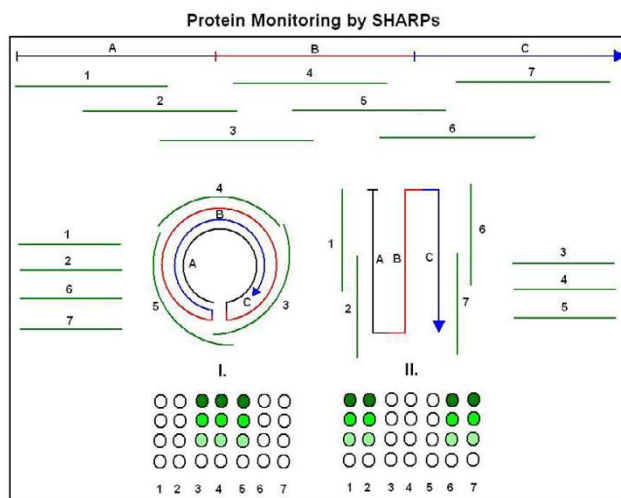 Protein Monitoring by SHARPs
A B C
1 4 7
2 5
3 6
4
B
1 A 1 A B C 6
2 3
6 5 C 3 2 7 4
7 5
I. II.
1 2 3 4 5 6 7 1 2 3 4 5 6 7